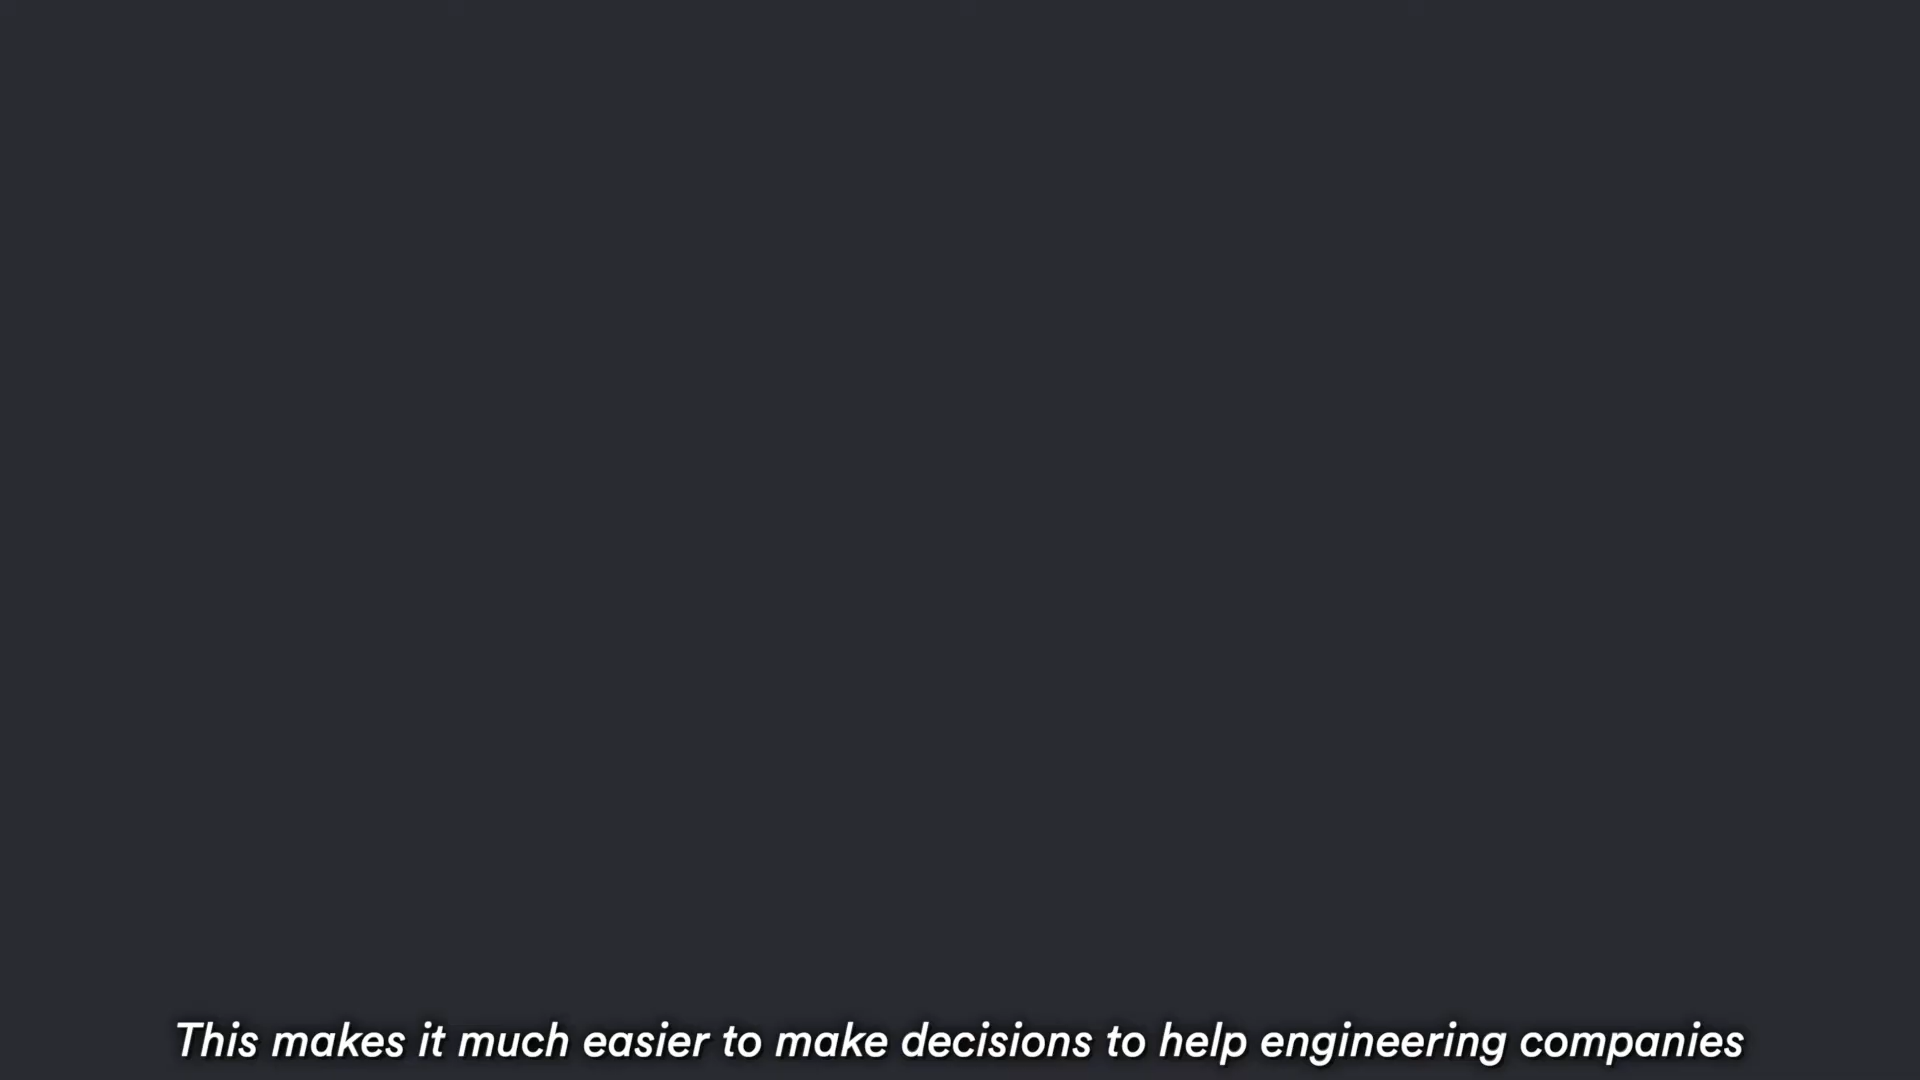 This makes it much easier to make decisions to help engineering companies